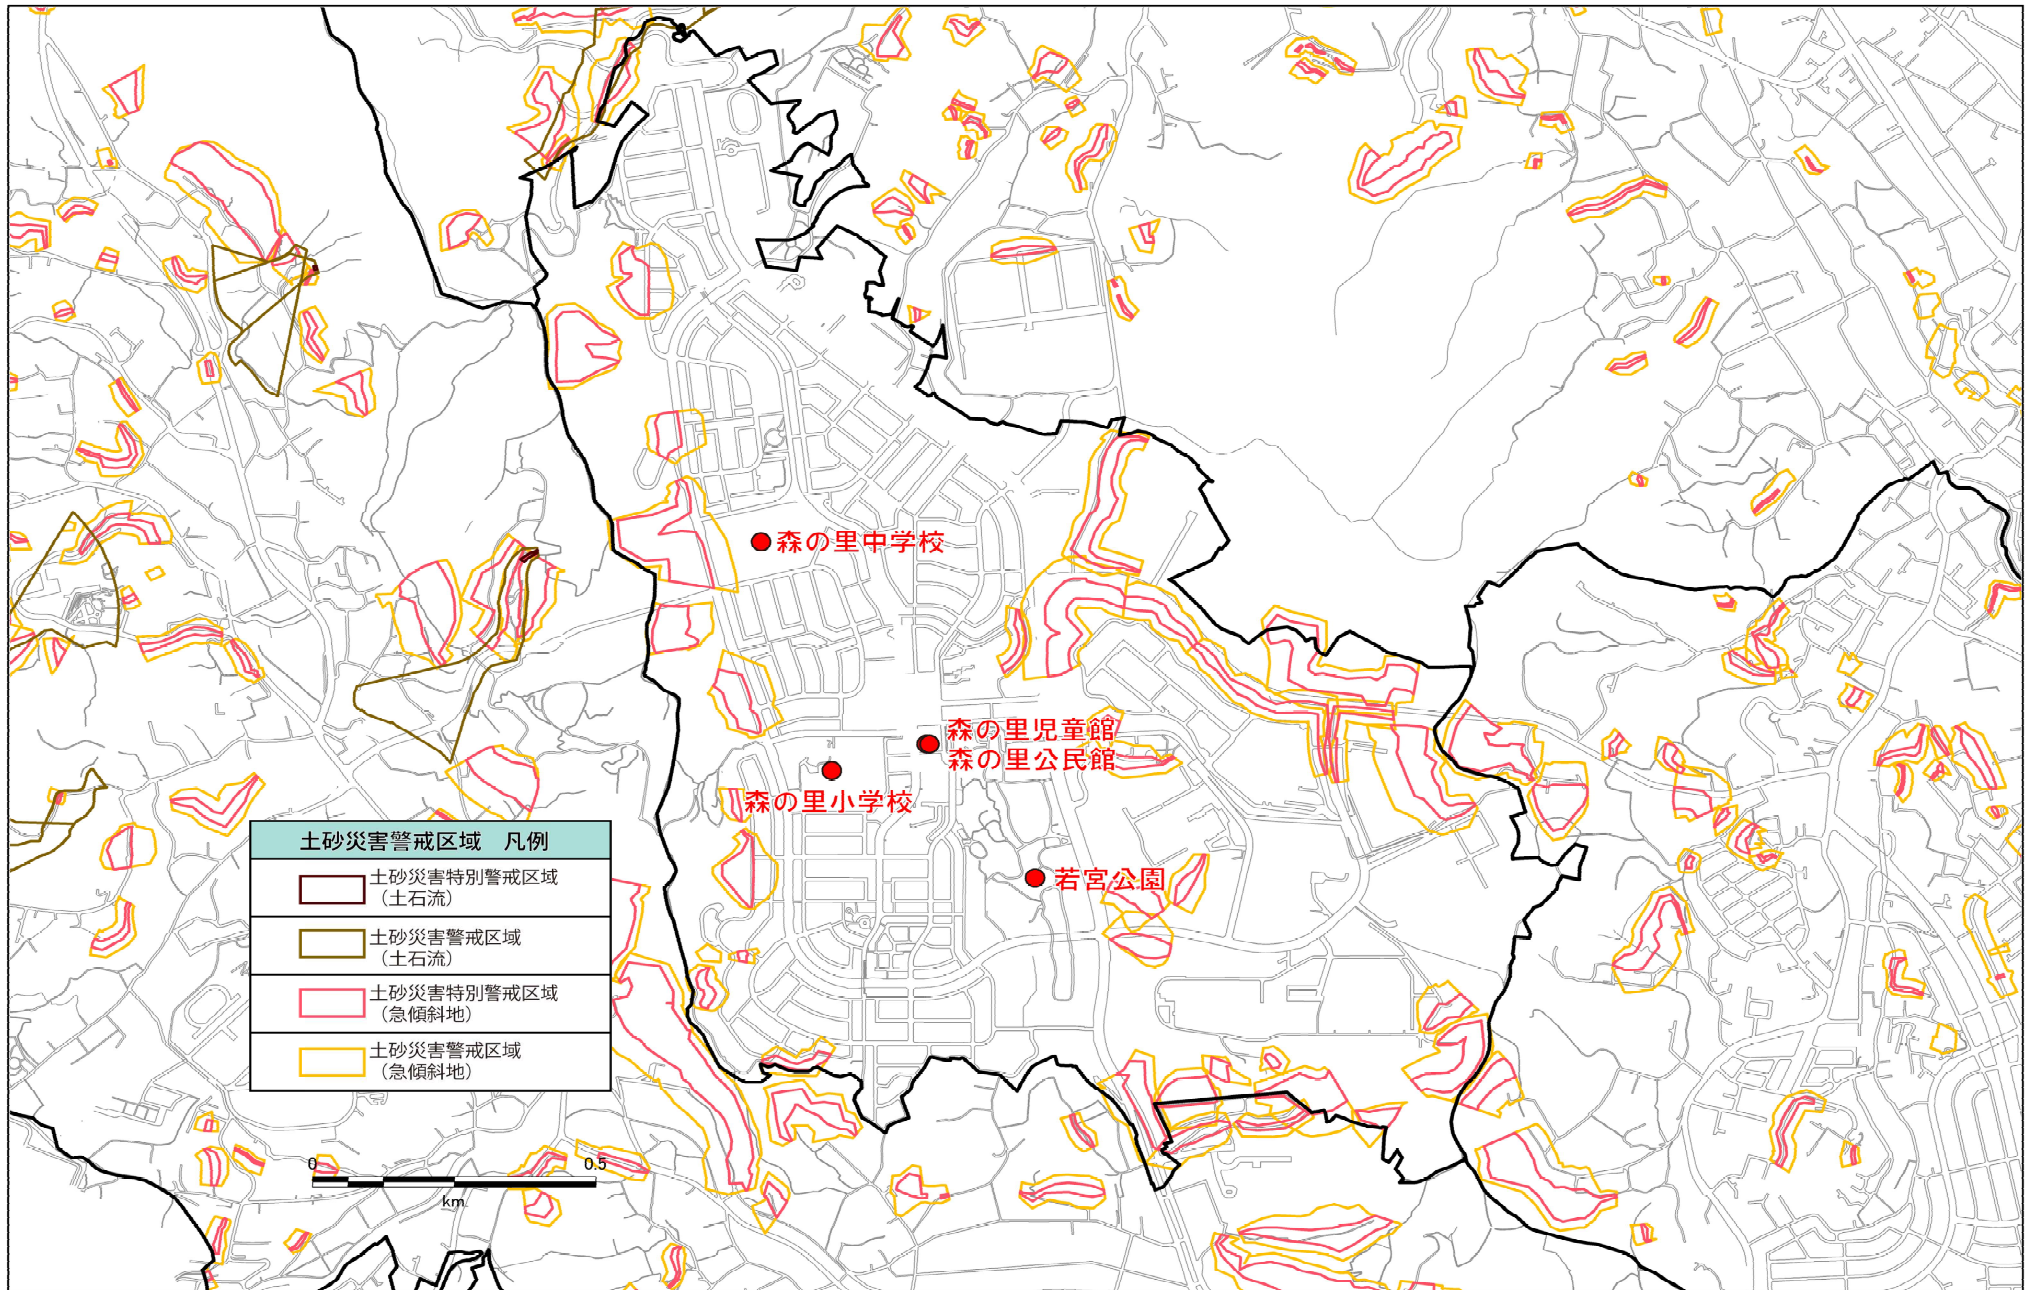 森の里中学校
森の里児童館
森の里公民館
森の里小学校
若宮公園
土砂災害警戒区域 凡例
土砂災害特別警戒区域
（土石流）
土砂災害警戒区域
（土石流）
土砂災害特別警戒区域
（急傾斜地）
土砂災害警戒区域
（急傾斜地）
0 0.5
km